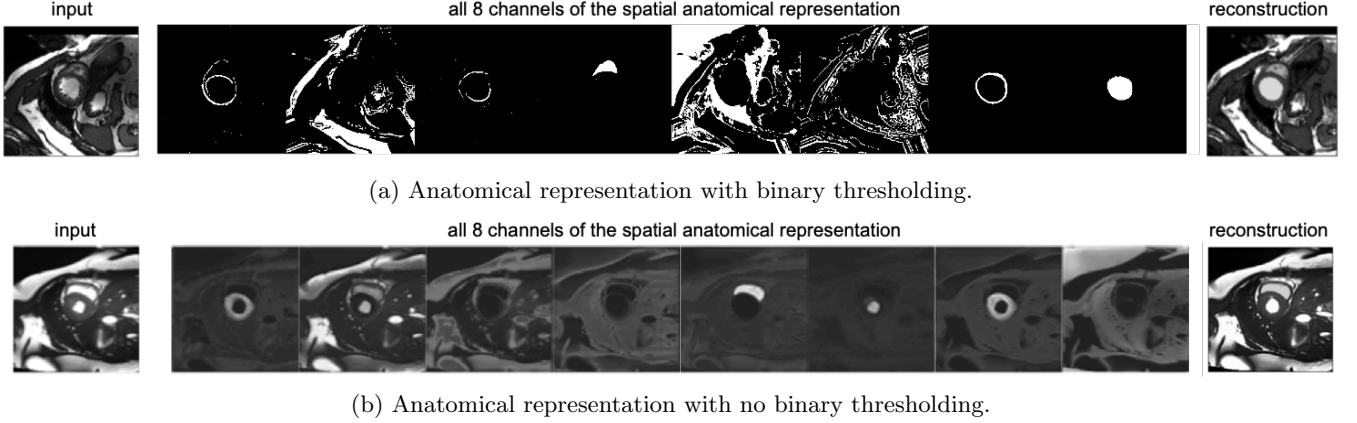 input
all 8 channels of the spatial anatomical representation
reconstruction
(a) Anatomical representation with binary thresholding.
input
all 8 channels of the spatial anatomical representation
reconstruction
(b) Anatomical representation with no binary thresholding.